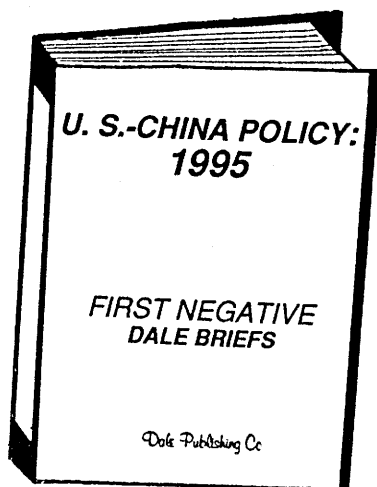 U. S.-CHINA POLICY:
1995
FIRST NEGATIVE
DALE BRIEFS
Dale Publishing Co